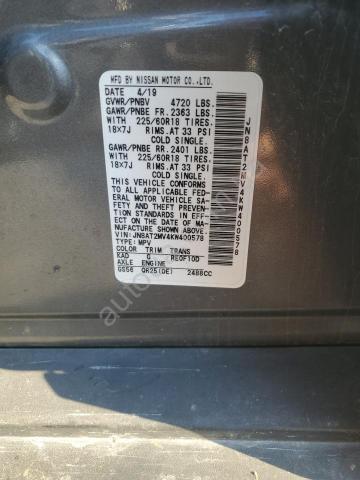 MFD BY NISSAN MOTOR CO.,LTD.
DATE 4/19
GVWR/PNBV 4720 LBS.
GAWR/PNBE FR. 2363 LBS.
WITH 225/60R18 TIRES.
18x7J RIMS.AT 33 PSI
COLD SINGLE.
GAWR/PNBE RR. 2401 LBS.
WITH 225/60R18 TIRES.
18x7J RIMS.AT 33 PSI
COLD SINGLE.
THIS VEHICLE CONFORMS
TO ALL APPLICABLE FED-
ERAL MOTOR VEHICLE SA-
FETY AND THEFT PREVEN-
TION STANDARDS IN EFF-
ECT ON THE DATE OF MA-
NUFACTURE SHOWN ABOVE.
VIN:JN8AT2MV4KW400578
TYPE: MPV
COLOR TRIM TRANS
KAD G RE0F10D
AXLE ENGINE
GS56 QR25(DE) 2488CC
JN8AT2MV4KW400578